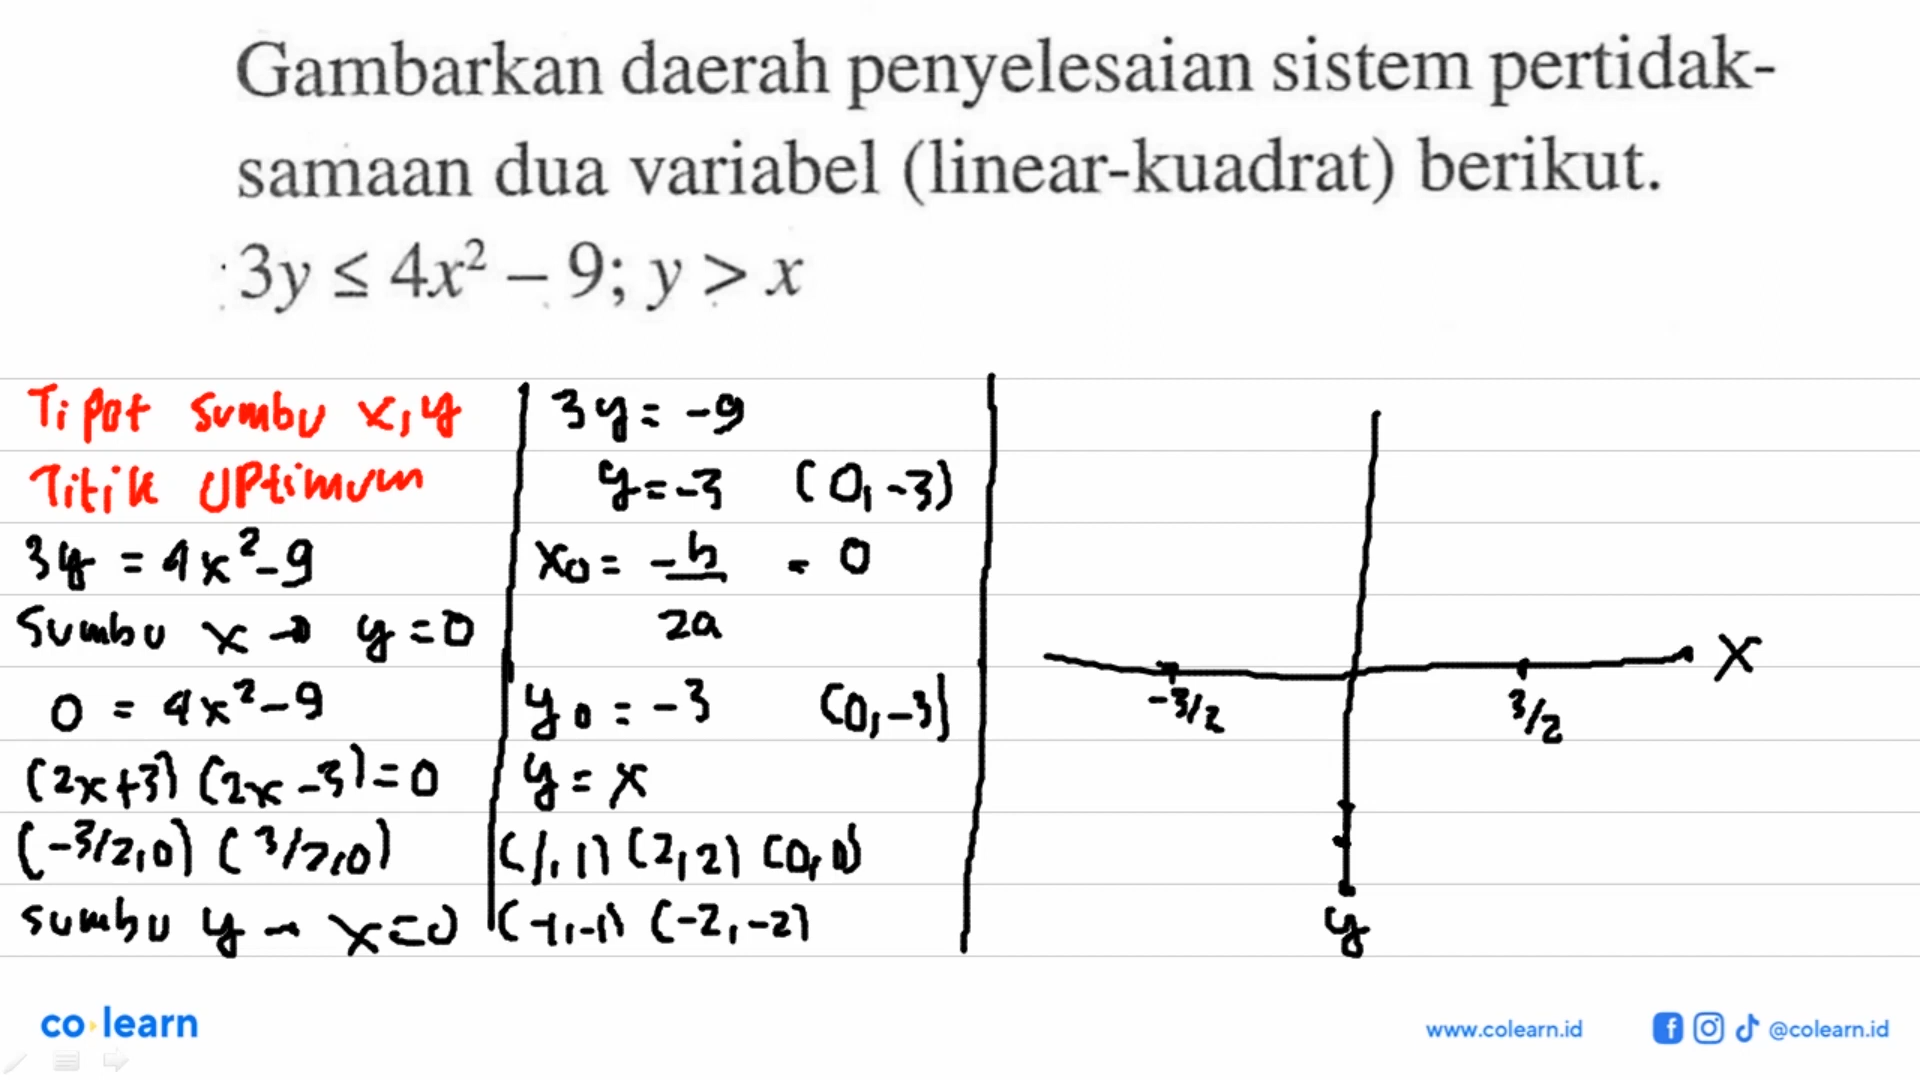 Gambarkan daerah penyelesaian sistem pertidak-
samaan dua variabel (linear-kuadrat) berikut.
3y ≤ 4x² – 9; y > x
Tipot sumbu x, y
Titik Optimum
3y = 4x² - 9
Sumbu x → y = 0
0 = 4x² - 9
(2x+3) (2x-3) = 0
(-3/2,0) (3/2,0)
sumbu y → x = 0
3y = -9
y = -3 (0,-3)
x₀ = -b/2a = 0
y₀ = -3 (0,-3)
y = x
(1,1) (2,2) (0,0)
(-1,-1) (-2,-2)
x
-3/2 3/2
y
co learn
www.colearn.id @colearn.id